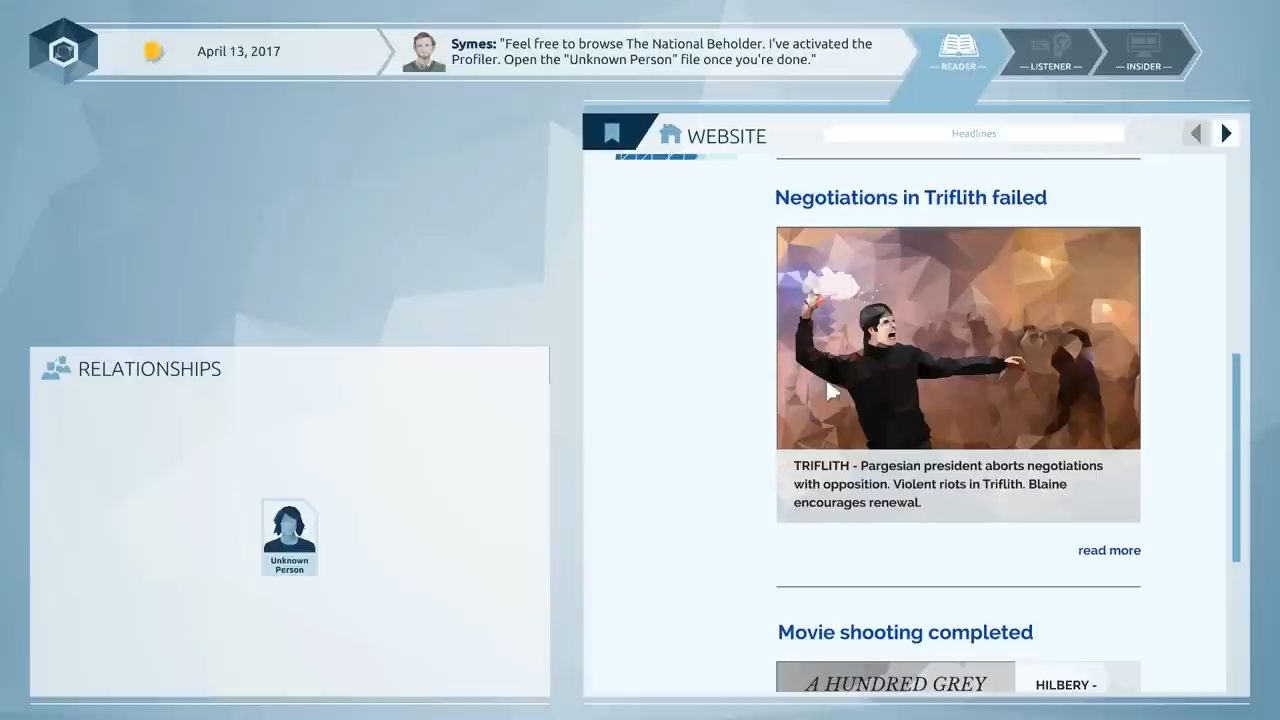 April 13, 2017
Symes: "Feel free to browse The National Beholder. I've activated the
Profiler. Open the "Unknown Person" file once you're done."
— READER —
— LISTENER —
— INSIDER —
WEBSITE
Headlines
Negotiations in Triflith failed
TRIFLITH - Pargesian president aborts negotiations
with opposition. Violent riots in Triflith. Blaine
encourages renewal.
read more
Movie shooting completed
A HUNDRED GREY
HILBERY -
RELATIONSHIPS
Unknown
Person